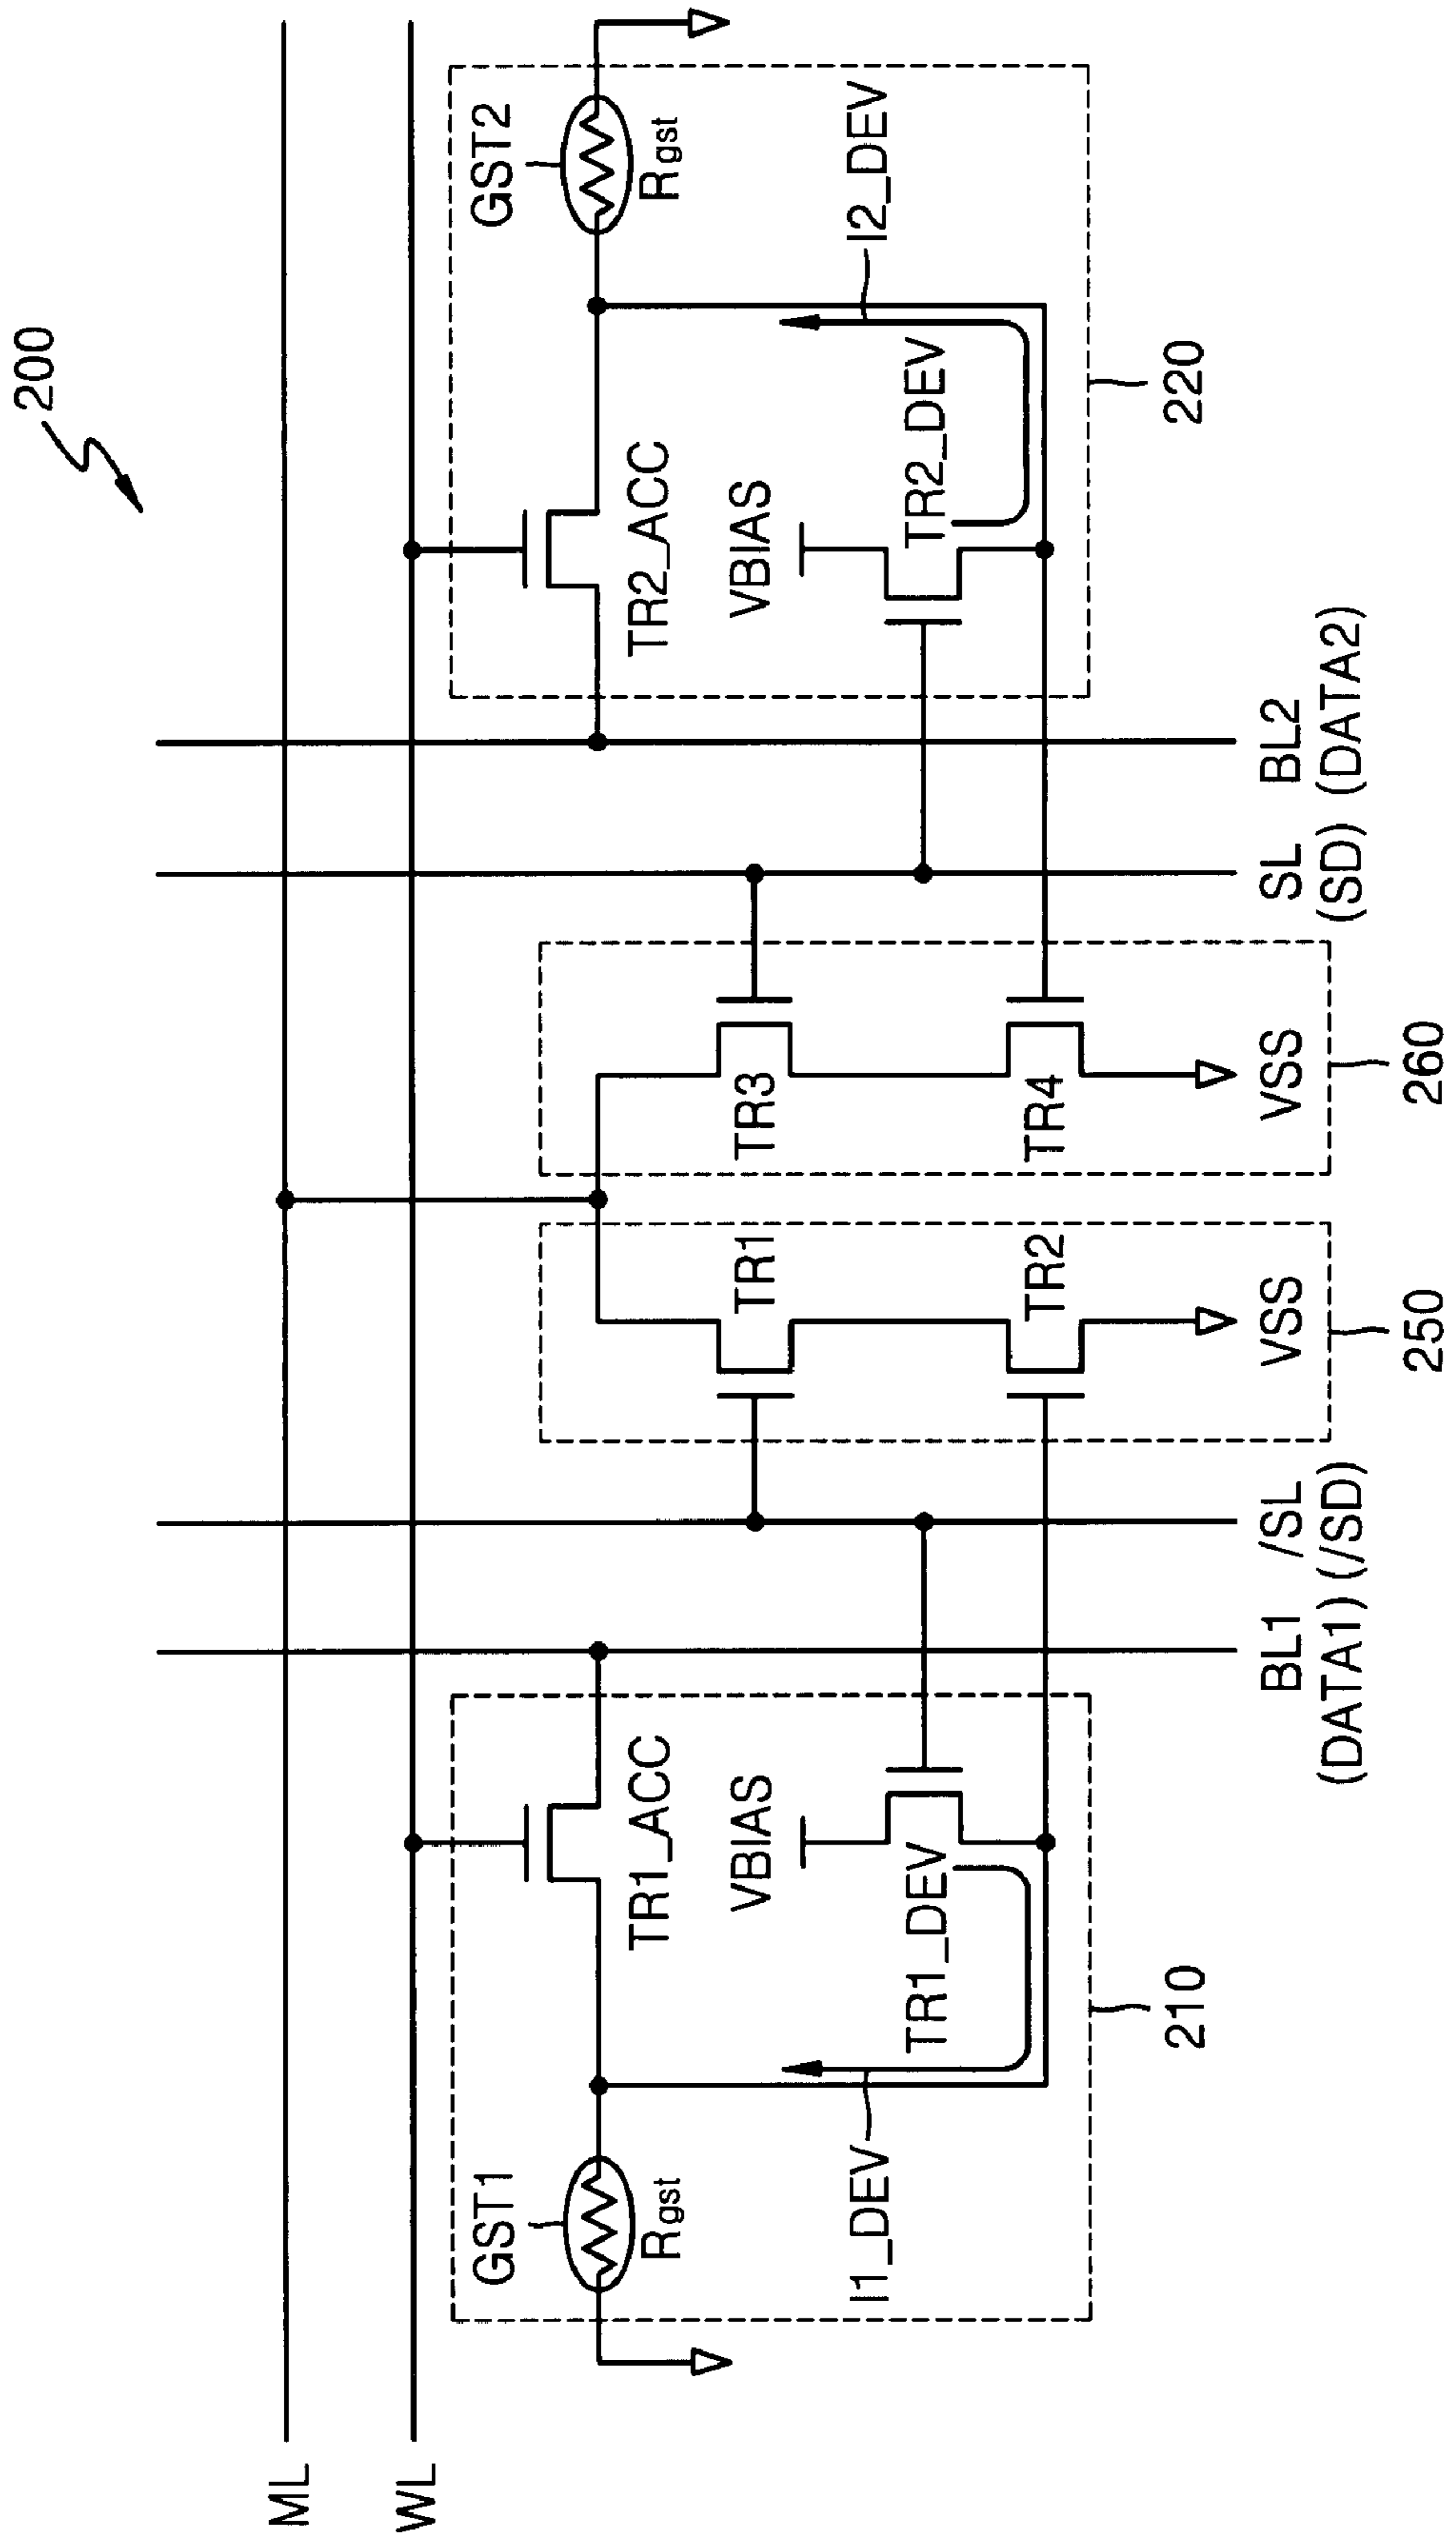 200
ML
WL
GST1
Rgst
TR1_ACC
VBIAS
TR1_DEV
I1_DEV
210
BL1
(DATA1)
/SL
(/SD)
TR1
TR2
VSS
250
TR3
TR4
VSS
260
SL
(SD)
BL2
(DATA2)
GST2
Rgst
TR2_ACC
VBIAS
TR2_DEV
I2_DEV
220